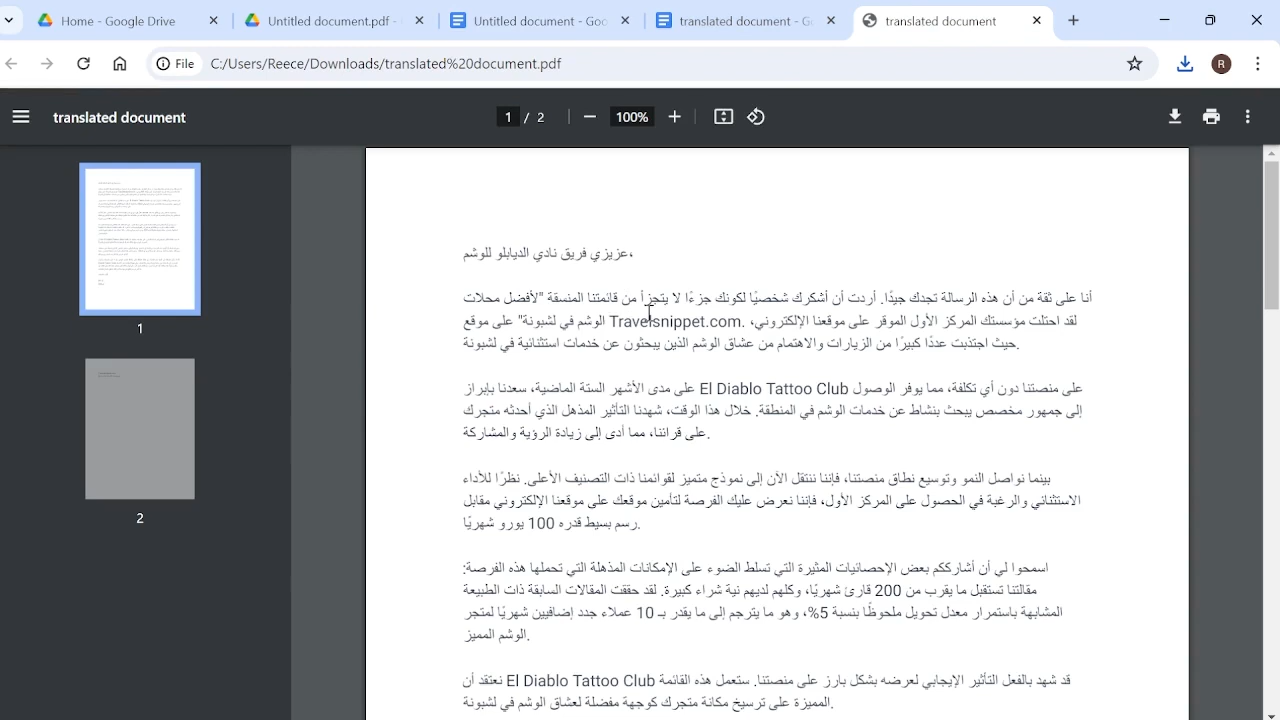 Home - Google Drive
Untitled document.pdf -
Untitled document - Goo
translated document - G
translated document
File
C:/Users/Reece/Downloads/translated%20document.pdf
R
translated document
1 / 2
100%
1
2
عزيزي فريق نادي الديابلو للوشم،
أنا على ثقة من أن هذه الرسالة تجدك جيدًا. أردت أن أشكرك شخصيًا لكونك جزءًا لا يتجزأ من قائمتنا المنسقة "لأفضل محلات
الوشم في لشبونة" على موقع Travelsnippet.com. لقد احتلت مؤسستك المركز الأول الموقر على موقعنا الإلكتروني،
حيث اجتذبت عددًا كبيرًا من الزيارات والاهتمام من عشاق الوشم الذين يبحثون عن خدمات استثنائية في لشبونة.
على مدى الأشهر الستة الماضية، سعدنا بإبراز El Diablo Tattoo Club على منصتنا دون أي تكلفة، مما يوفر الوصول
إلى جمهور مخصص يبحث بنشاط عن خدمات الوشم في المنطقة. خلال هذا الوقت، شهدنا التأثير المذهل الذي أحدثه متجرك
على قرائنا، مما أدى إلى زيادة الرؤية والمشاركة.
بينما نواصل النمو وتوسيع نطاق منصتنا، فإننا ننتقل الآن إلى نموذج متميز لقوائمنا ذات التصنيف الأعلى. نظرًا للأداء
الاستثنائي والرغبة في الحصول على المركز الأول، فإننا نعرض عليك الفرصة لتأمين موقعك على موقعنا الإلكتروني مقابل
رسم بسيط قدره 100 يورو شهريًا.
اسمحوا لي أن أشارككم بعض الإحصائيات المثيرة التي تسلط الضوء على الإمكانات المذهلة التي تحملها هذه الفرصة:
مقالتنا تستقبل ما يقرب من 200 قارئ شهريًا، وكلهم لديهم نية شراء كبيرة. لقد حققت المقالات السابقة ذات الطبيعة
المشابهة باستمرار معدل تحويل ملحوظًا بنسبة 5%، وهو ما يترجم إلى ما يقدر بـ 10 عملاء جدد إضافيين شهريًا لمتجر
الوشم المميز.
نعتقد أن El Diablo Tattoo Club قد شهد بالفعل التأثير الإيجابي لعرضه بشكل بارز على منصتنا. ستعمل هذه القائمة
المميزة على ترسيخ مكانة متجرك كوجهة مفضلة لعشاق الوشم في لشبونة.